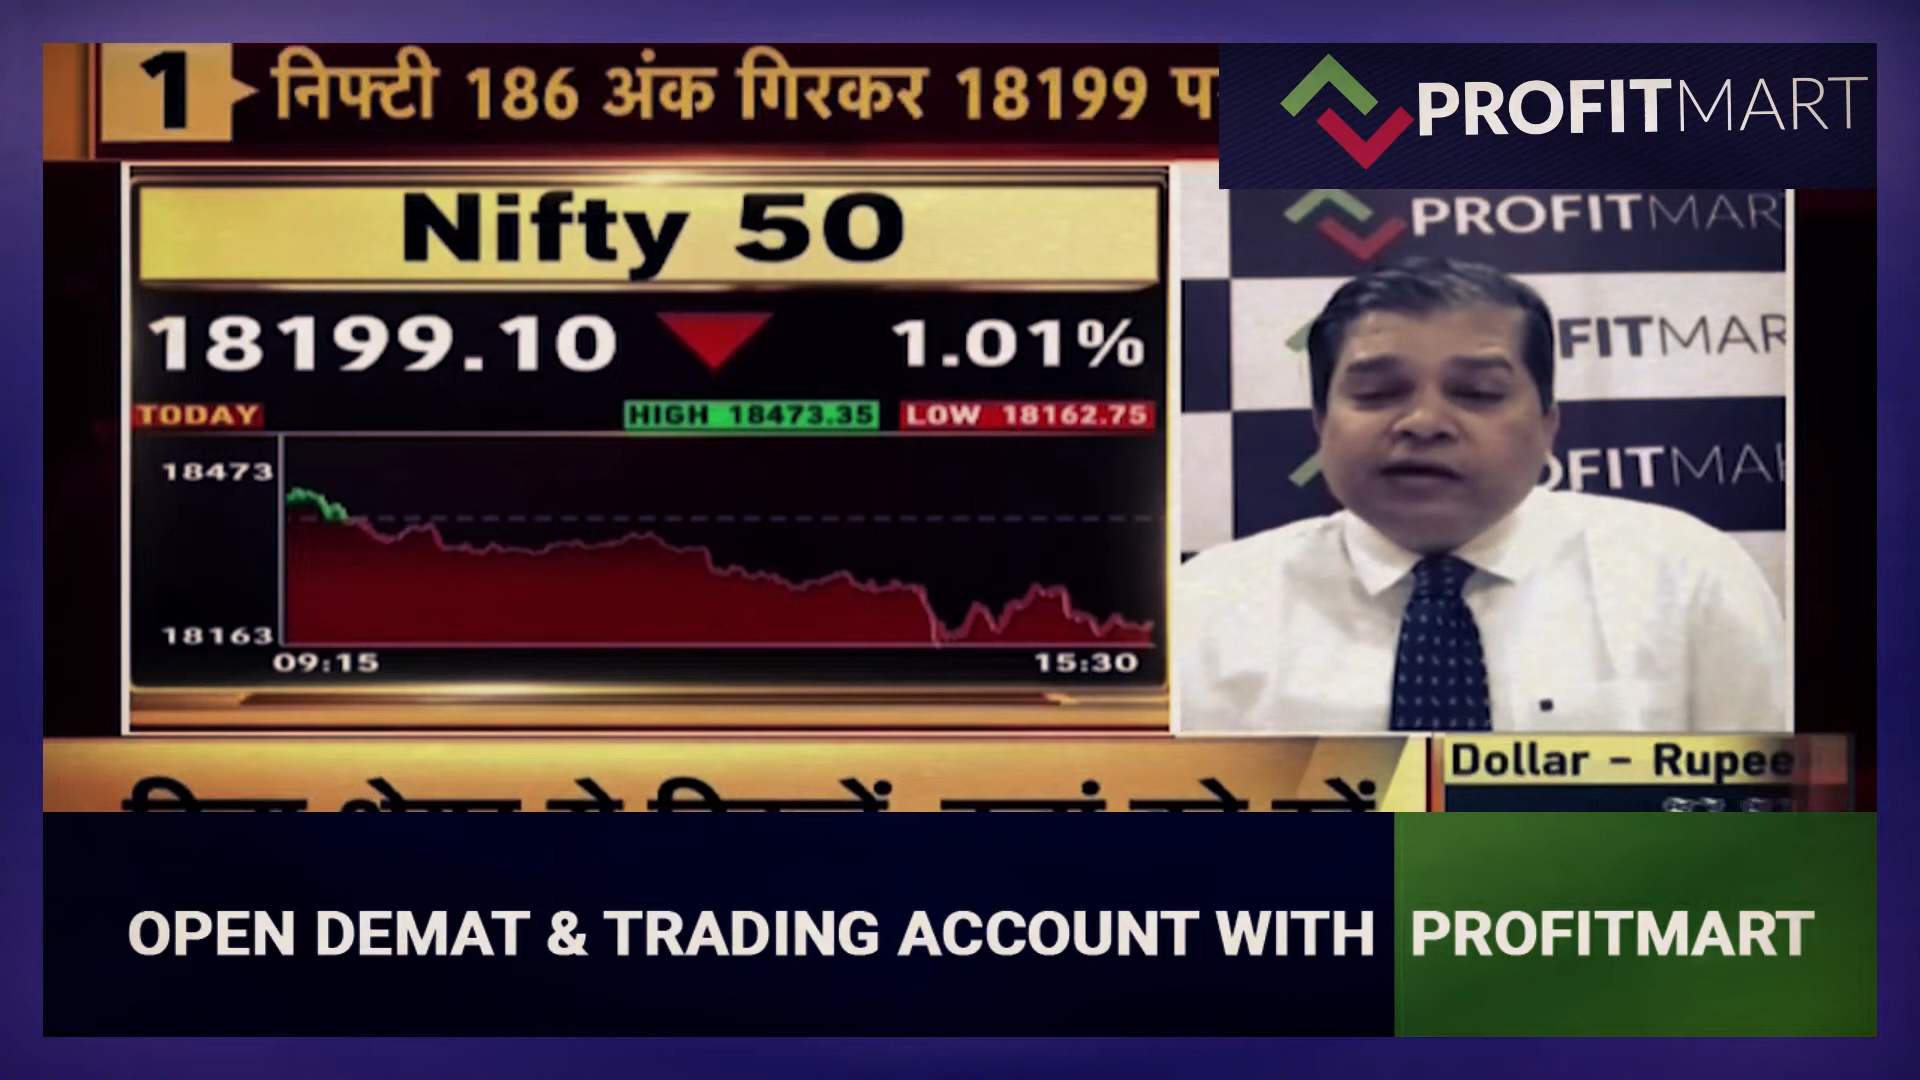 1 निफ्टी 186 अंक गिरकर 18199
PROFITMART
Nifty 50
18199.10 1.01%
TODAY HIGH 18473.35 LOW 18162.75
18473
18163
09:15 15:30
PROFITMAR
FITMAR
OFITMA
Dollar - Rupee
OPEN DEMAT & TRADING ACCOUNT WITH PROFITMART